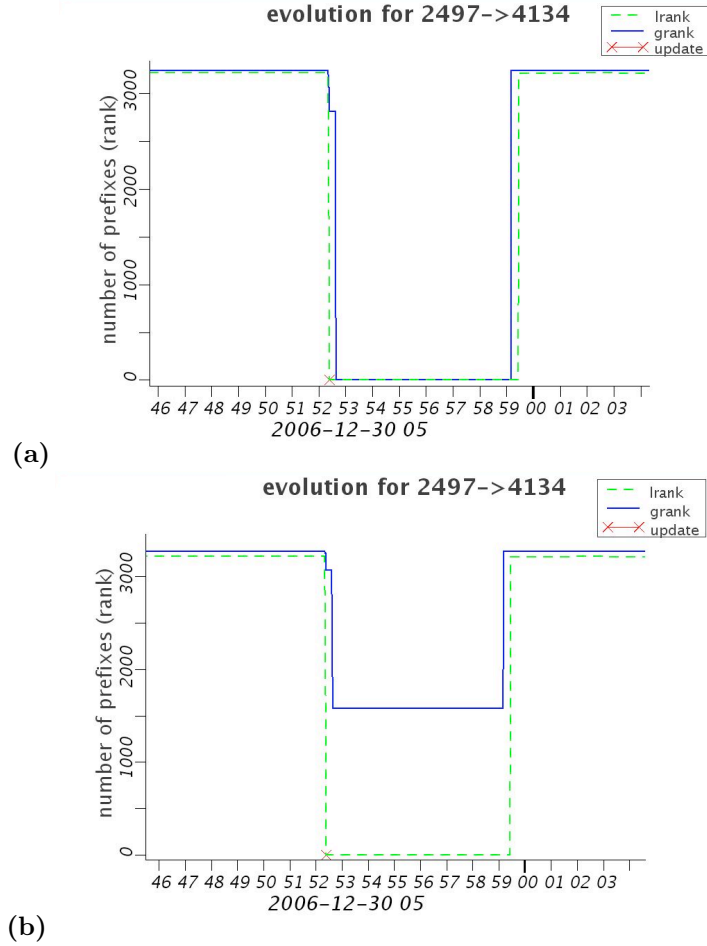 evolution for 2497->4134
lrank
grank
update
number of prefixes (rank)
3000
2000
1000
0
46 47 48 49 50 51 52 53 54 55 56 57 58 59 00 01 02 03
2006-12-30 05
(a)
evolution for 2497->4134
lrank
grank
update
number of prefixes (rank)
3000
2000
1000
0
46 47 48 49 50 51 52 53 54 55 56 57 58 59 00 01 02 03
2006-12-30 05
(b)